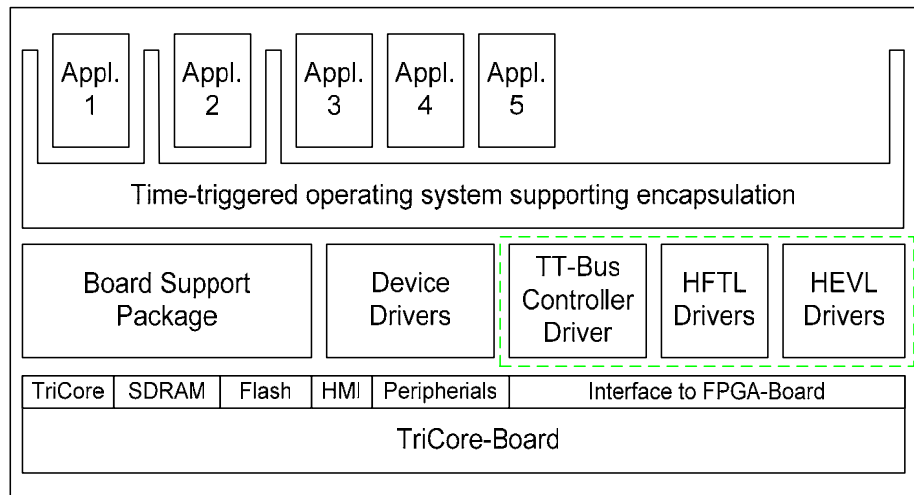 Appl.
1
Appl.
2
Appl.
3
Appl.
4
Appl.
5
Time-triggered operating system supporting encapsulation
Board Support
Package
Device
Drivers
TT-Bus
Controller
Driver
HFTL
Drivers
HEVL
Drivers
TriCore
SDRAM
Flash
HMI
Peripherials
Interface to FPGA-Board
TriCore-Board